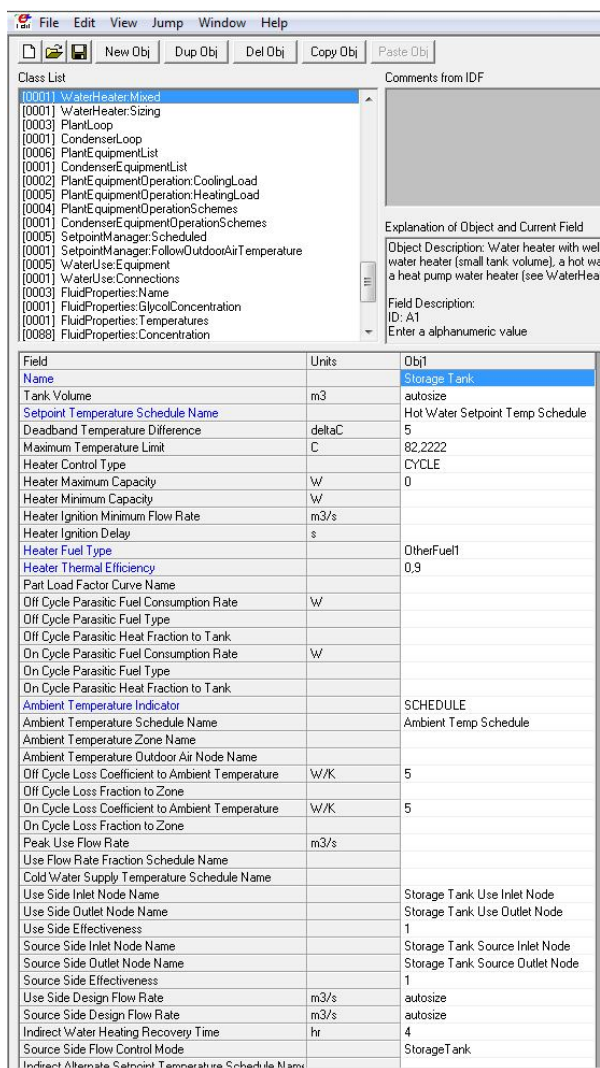 File Edit View Jump Window Help
New Obj Dup Obj Del Obj Copy Obj Paste Obj
Class List
Comments from IDF
[0001] WaterHeater:Mixed
[0001] WaterHeater:Sizing
[0003] PlantLoop
[0001] CondenserLoop
[0006] PlantEquipmentList
[0001] CondenserEquipmentList
[0002] PlantEquipmentOperation:CoolingLoad
[0005] PlantEquipmentOperation:HeatingLoad
[0004] PlantEquipmentOperationSchemes
[0001] CondenserEquipmentOperationSchemes
[0005] SetpointManager:Scheduled
[0001] SetpointManager:FollowOutdoorAirTemperature
[0005] WaterUse:Equipment
[0001] WaterUse:Connections
[0003] FluidProperties:Name
[0001] FluidProperties:GlycolConcentration
[0001] FluidProperties:Temperatures
[0088] FluidProperties:Concentration
Explanation of Object and Current Field
Object Description: Water heater with wel
water heater (small tank volume), a hot wa
a heat pump water heater (see WaterHea
Field Description:
ID: A1
Enter a alphanumeric value
Field Units Obj1
Name Storage Tank
Tank Volume m3 autosize
Setpoint Temperature Schedule Name Hot Water Setpoint Temp Schedule
Deadband Temperature Difference deltaC 5
Maximum Temperature Limit C 82,2222
Heater Control Type CYCLE
Heater Maximum Capacity W 0
Heater Minimum Capacity W
Heater Ignition Minimum Flow Rate m3/s
Heater Ignition Delay s
Heater Fuel Type OtherFuel1
Heater Thermal Efficiency 0,9
Part Load Factor Curve Name
Off Cycle Parasitic Fuel Consumption Rate W
Off Cycle Parasitic Fuel Type
Off Cycle Parasitic Heat Fraction to Tank
On Cycle Parasitic Fuel Consumption Rate W
On Cycle Parasitic Fuel Type
On Cycle Parasitic Heat Fraction to Tank
Ambient Temperature Indicator SCHEDULE
Ambient Temperature Schedule Name Ambient Temp Schedule
Ambient Temperature Zone Name
Ambient Temperature Outdoor Air Node Name
Off Cycle Loss Coefficient to Ambient Temperature W/K 5
Off Cycle Loss Fraction to Zone
On Cycle Loss Coefficient to Ambient Temperature W/K 5
On Cycle Loss Fraction to Zone
Peak Use Flow Rate m3/s
Use Flow Rate Fraction Schedule Name
Cold Water Supply Temperature Schedule Name
Use Side Inlet Node Name Storage Tank Use Inlet Node
Use Side Outlet Node Name Storage Tank Use Outlet Node
Use Side Effectiveness 1
Source Side Inlet Node Name Storage Tank Source Inlet Node
Source Side Outlet Node Name Storage Tank Source Outlet Node
Source Side Effectiveness 1
Use Side Design Flow Rate m3/s autosize
Source Side Design Flow Rate m3/s autosize
Indirect Water Heating Recovery Time hr 4
Source Side Flow Control Mode StorageTank
Indirect Alternate Setpoint Temperature Schedule Name